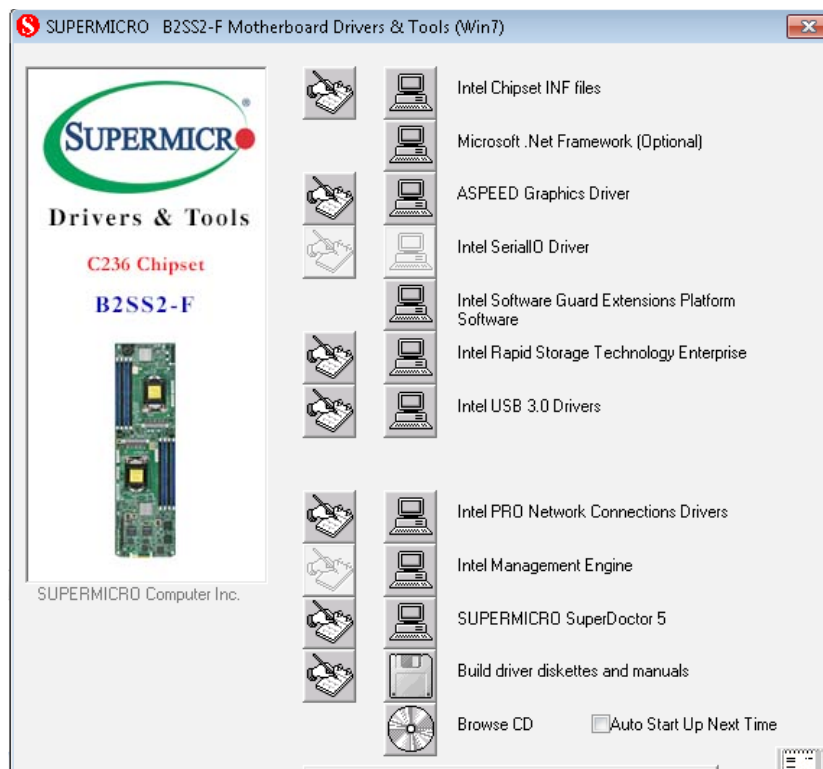 SUPERMICRO B2SS2-F Motherboard Drivers & Tools (Win7)
SUPERMICR
Drivers & Tools
C236 Chipset
B2SS2-F
SUPERMICRO Computer Inc.
Intel Chipset INF files
Microsoft .Net Framework (Optional)
ASPEED Graphics Driver
Intel SerialIO Driver
Intel Software Guard Extensions Platform
Software
Intel Rapid Storage Technology Enterprise
Intel USB 3.0 Drivers
Intel PRO Network Connections Drivers
Intel Management Engine
SUPERMICRO SuperDoctor 5
Build driver diskettes and manuals
Browse CD
Auto Start Up Next Time